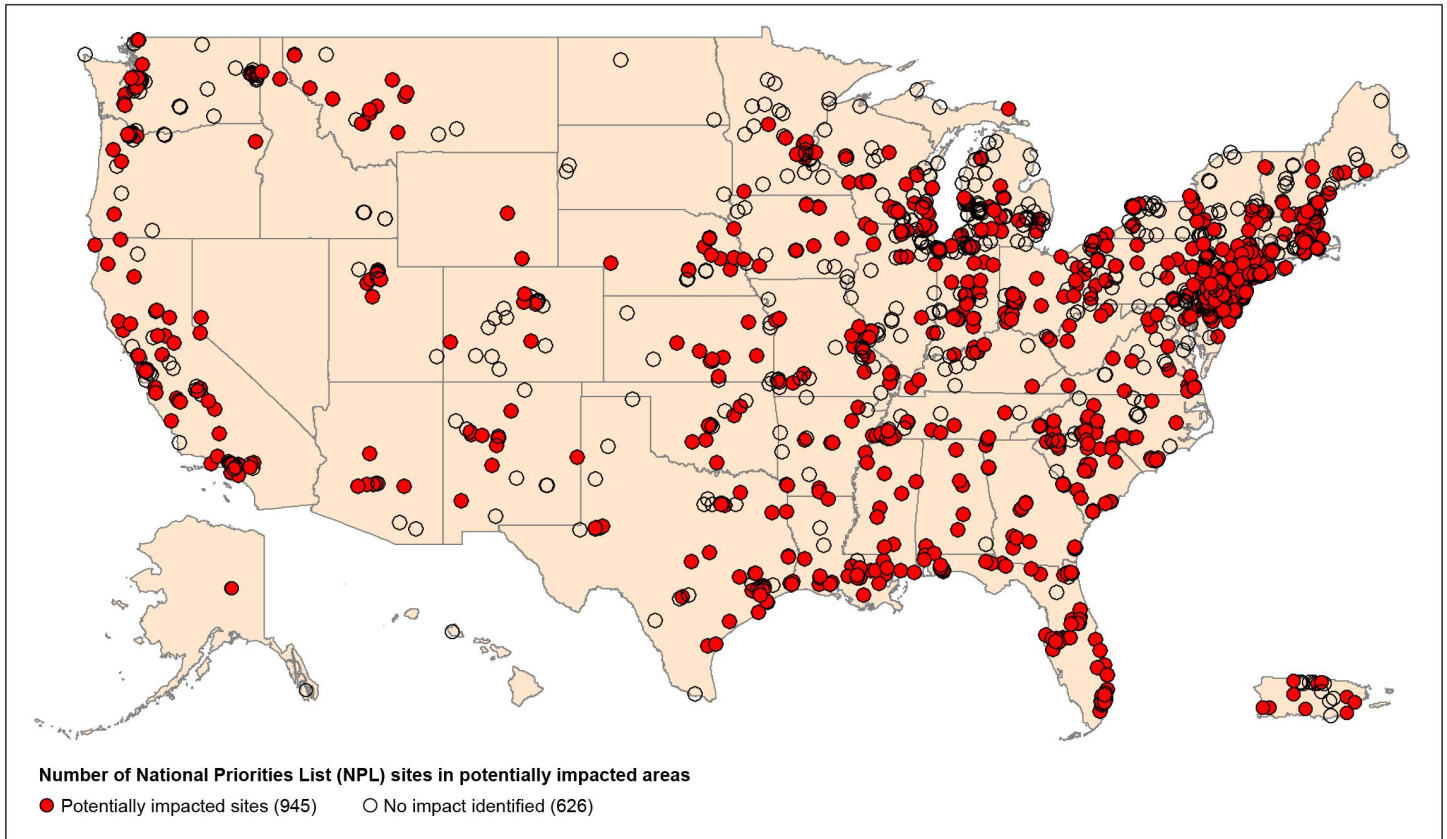 Number of National Priorities List (NPL) sites in potentially impacted areas
Potentially impacted sites (945) No impact identified (626)